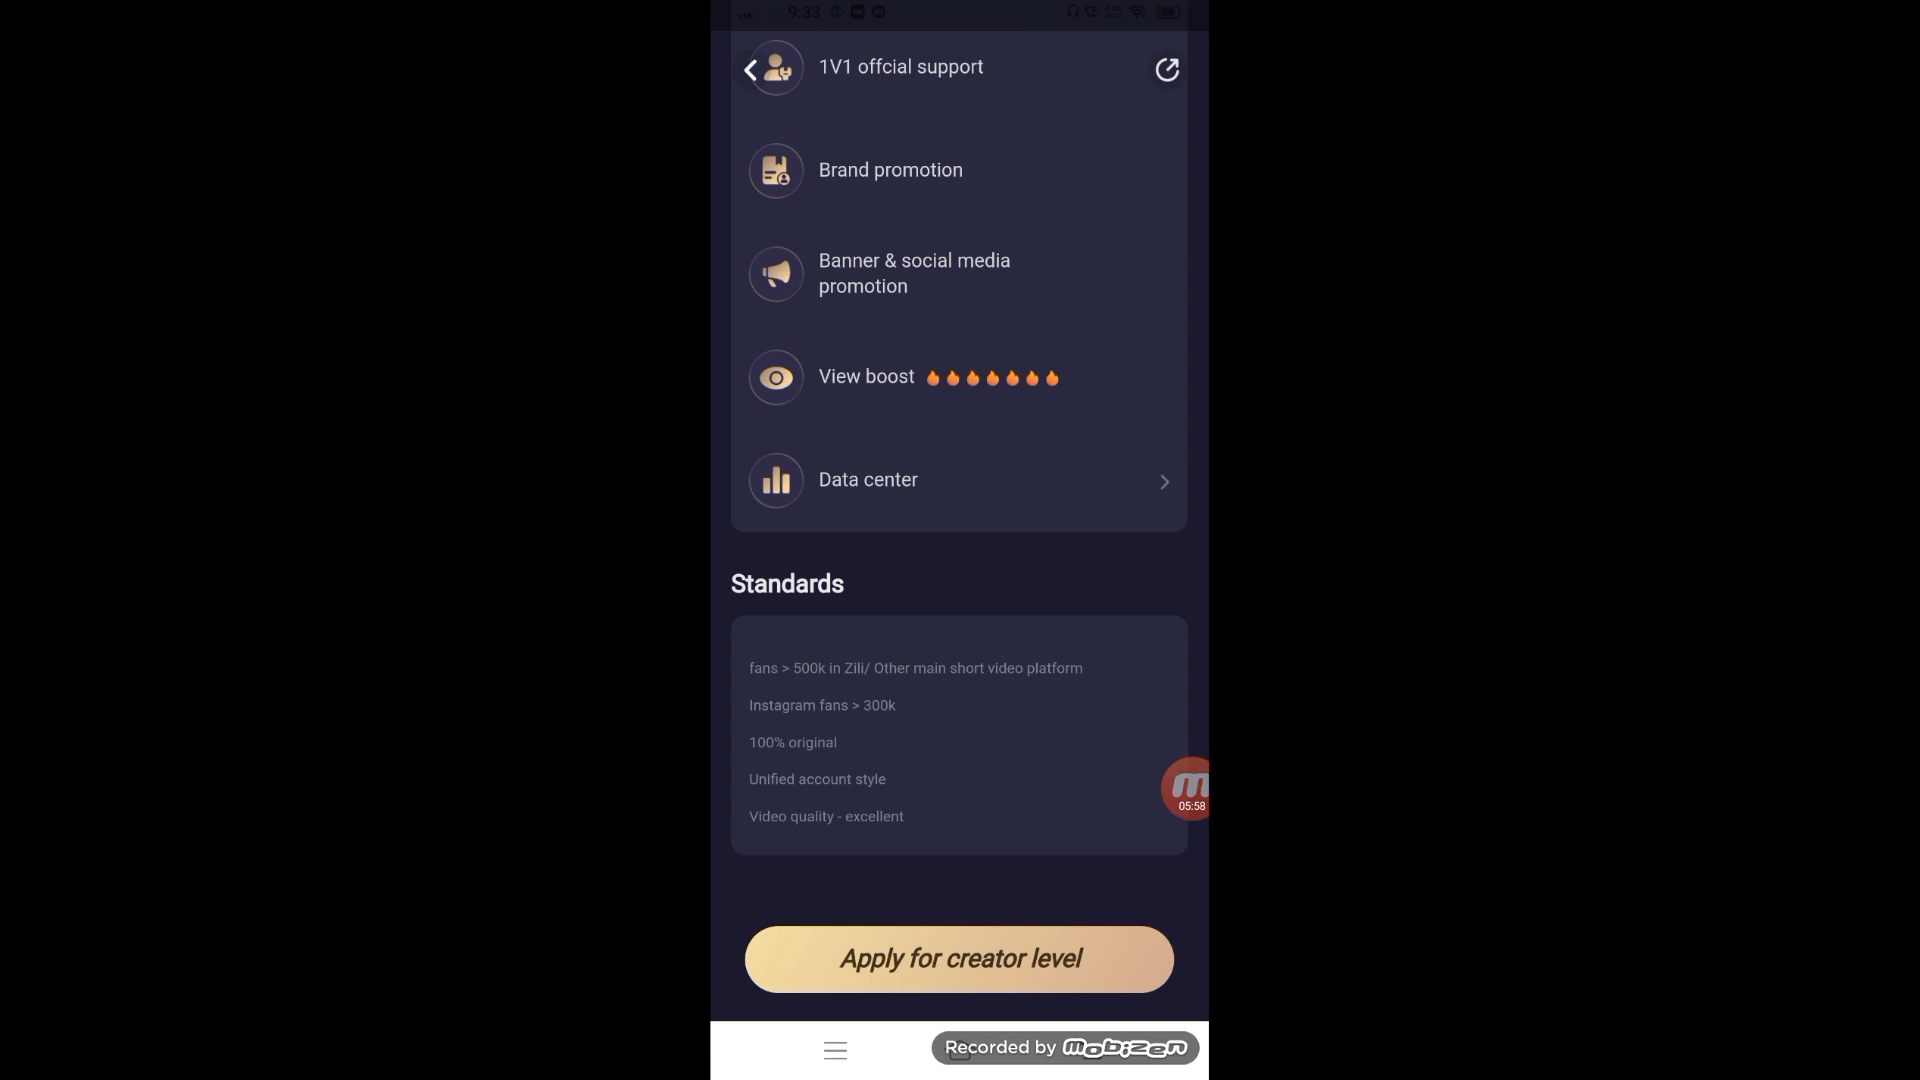 9:33
1V1 offcial support
Brand promotion
Banner & social media
promotion
View boost 🔥🔥🔥🔥🔥🔥🔥
Data center
Standards
fans > 500k in Zili/ Other main short video platform
Instagram fans > 300k
100% original
Unified account style
Video quality - excellent
05:58
Apply for creator level
Recorded by mobizen